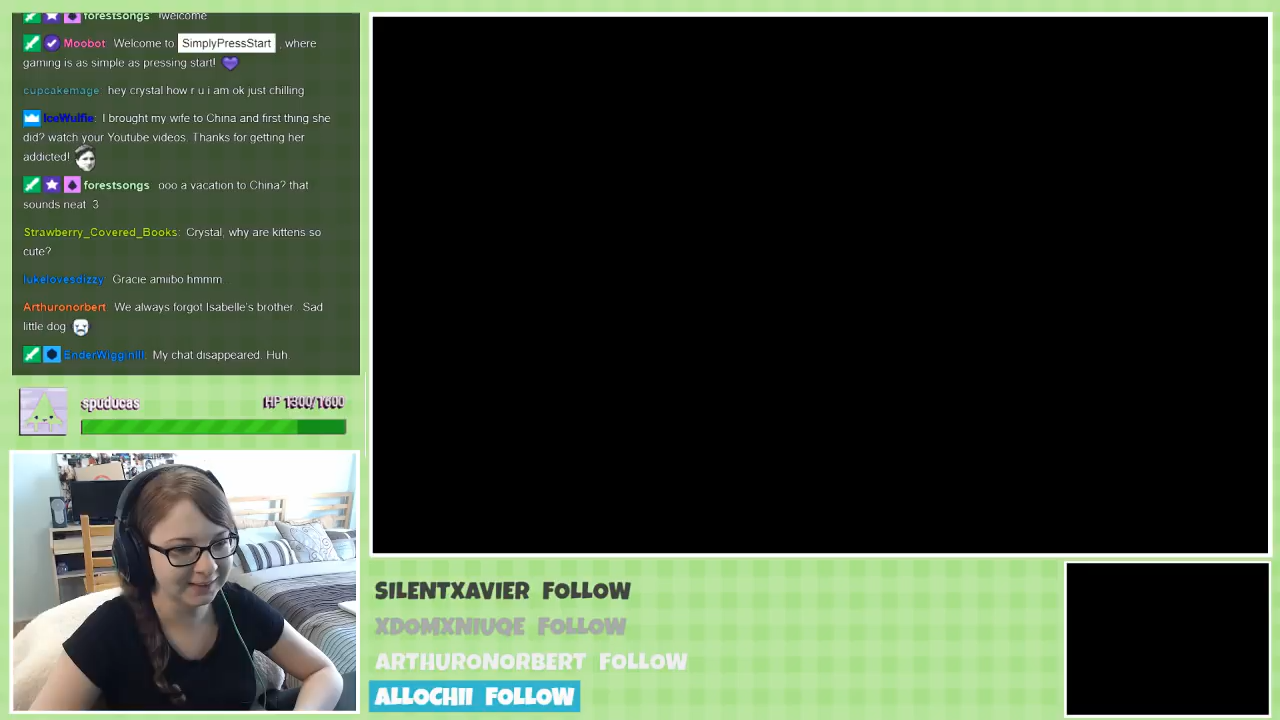 forestsongs !welcome
Moobot: Welcome to SimplyPressStart , where
gaming is as simple as pressing start!
cupcakemage: hey crystal how r u i am ok just chilling
IceWulfie: I brought my wife to China and first thing she
did? watch your Youtube videos. Thanks for getting her
addicted!
forestsongs: ooo a vacation to China? that
sounds neat 3
Strawberry_Covered_Books: Crystal, why are kittens so
cute?
lukelovesdizzy: Gracie amiibo hmmm
Arthuronorbert: We always forgot Isabelle's brother. Sad
little dog
EnderWigginIII: My chat disappeared. Huh.
spuducas HP 1300/1600
SILENTXAVIER FOLLOW
XDOMXNIUQE FOLLOW
ARTHURONORBERT FOLLOW
ALLOCHII FOLLOW